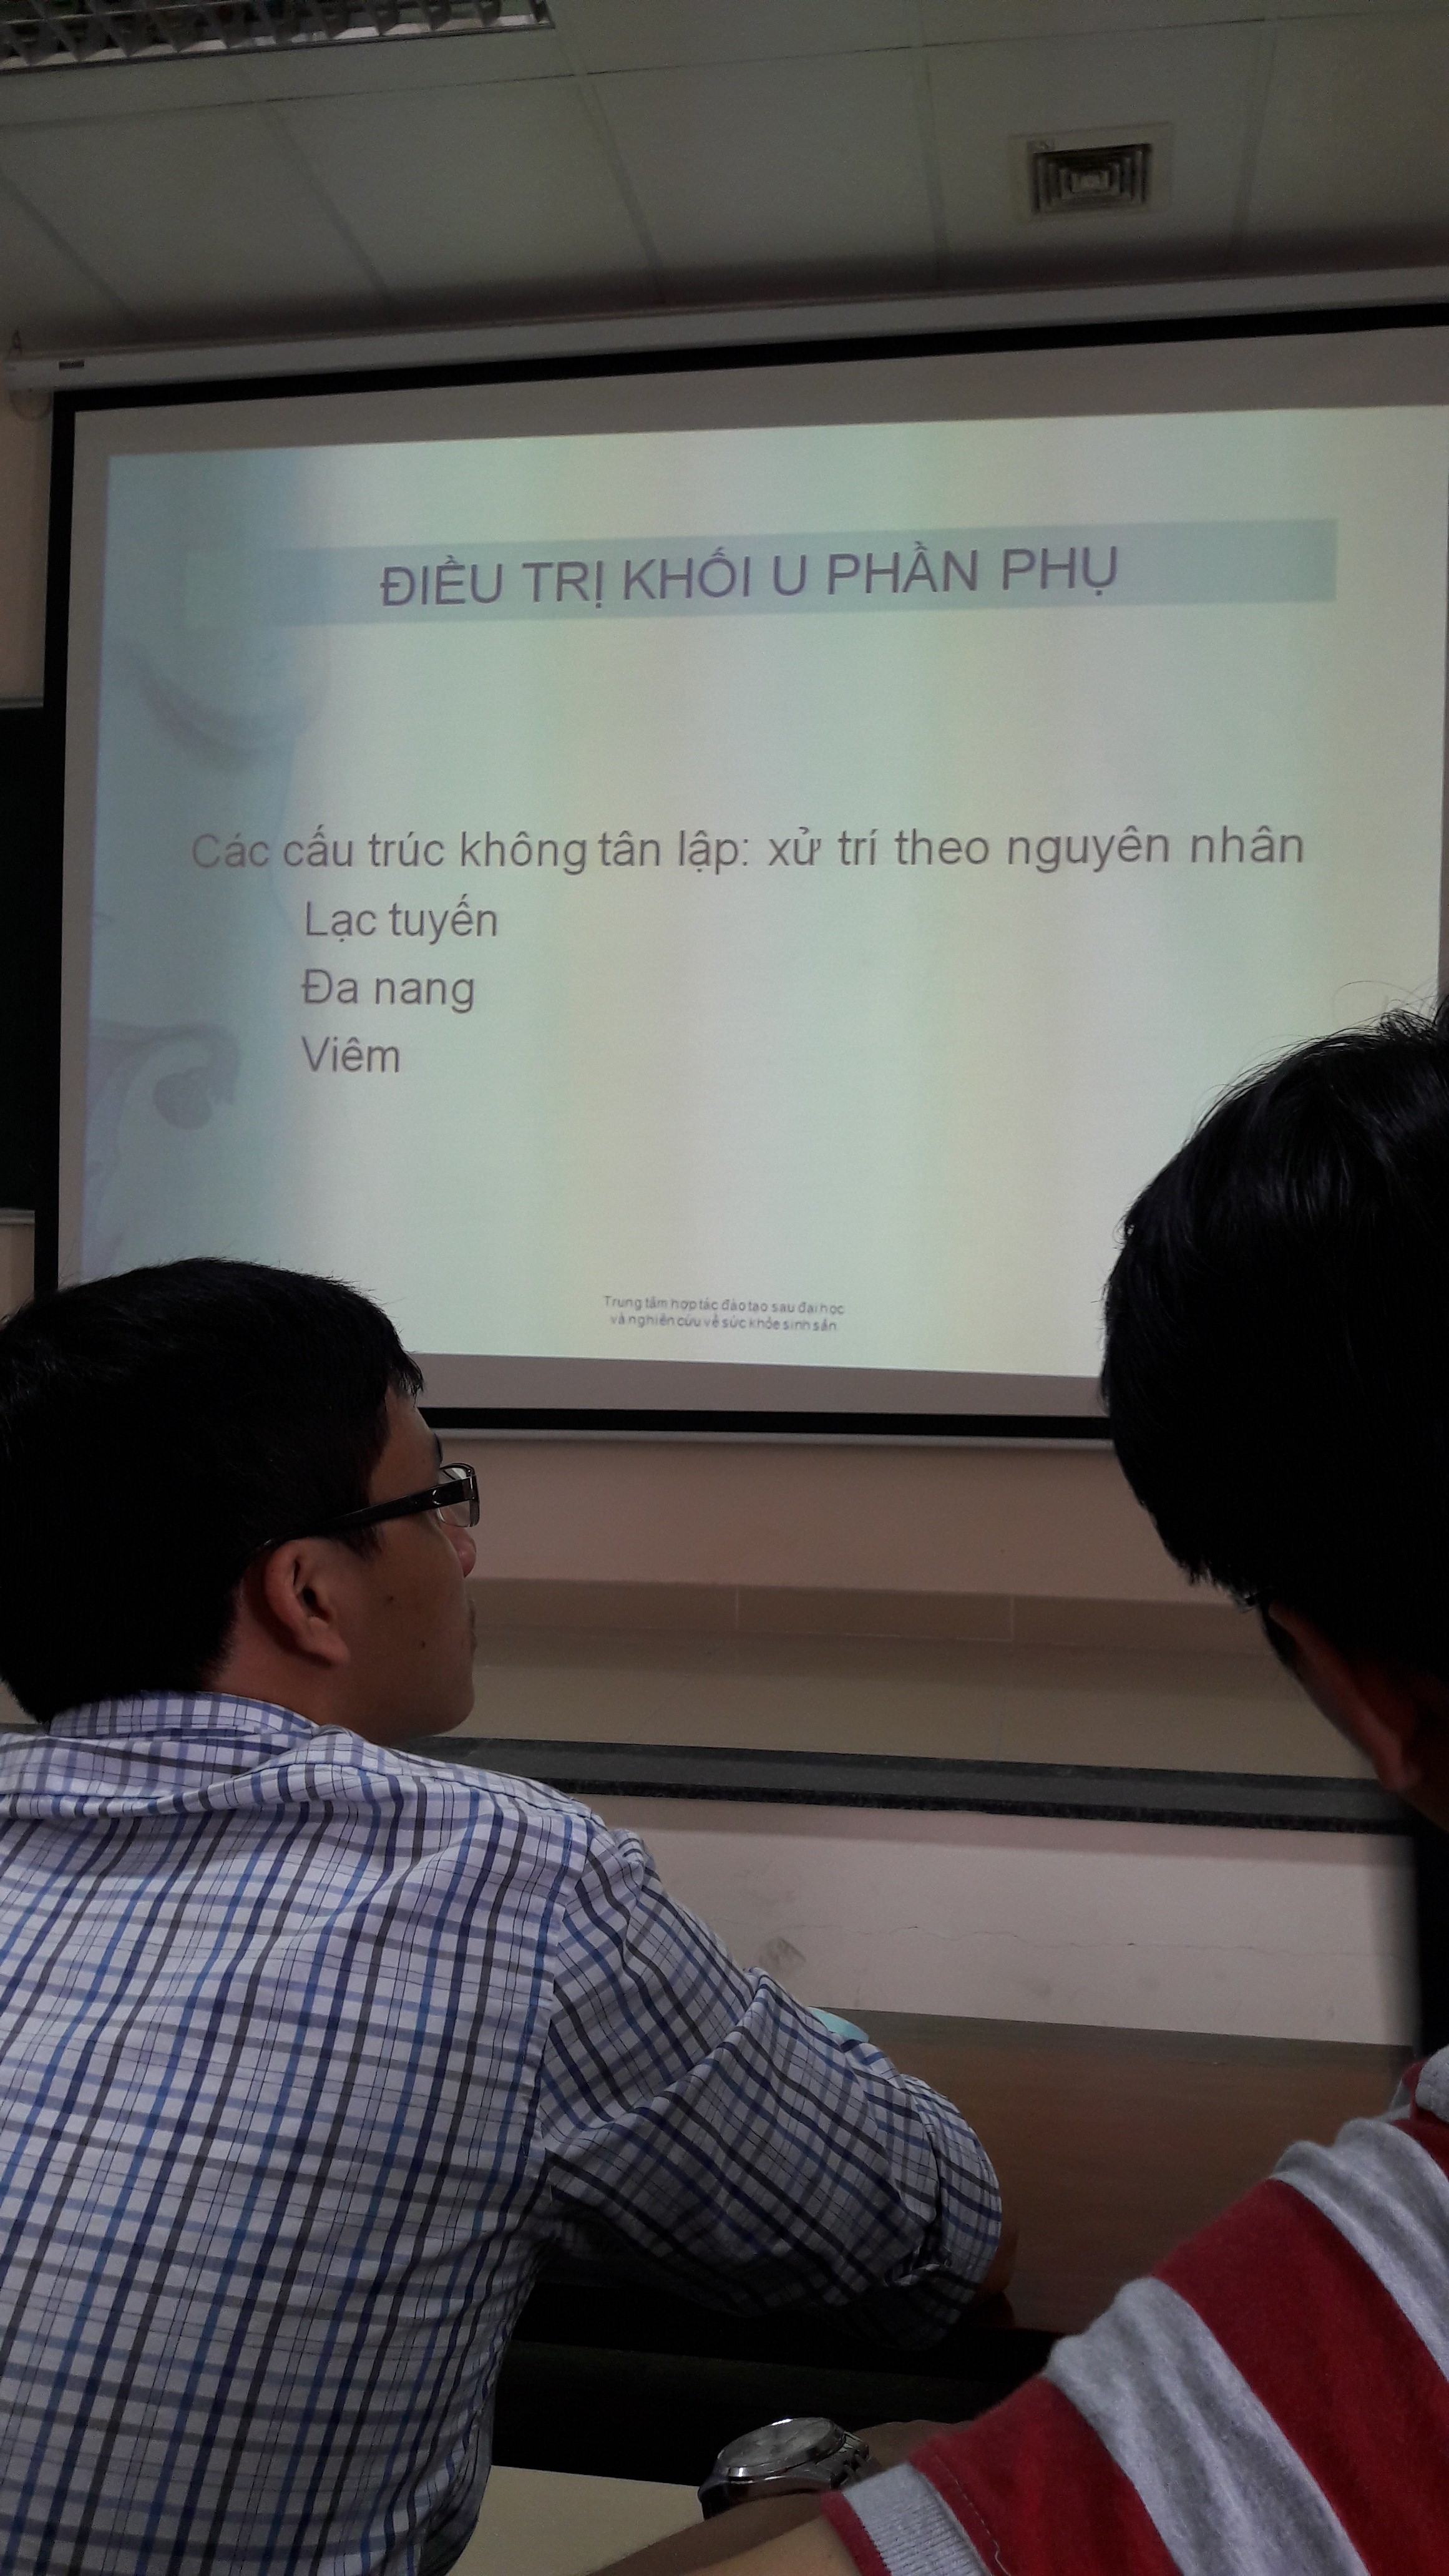 ĐIỀU TRỊ KHỐI U PHẦN PHỤ
Các cấu trúc không tân lập: xử trí theo nguyên nhân
Lạc tuyến
Đa nang
Viêm
Trung tâm hợp tác đào tạo sau đại học
và nghiên cứu về sức khỏe sinh sản